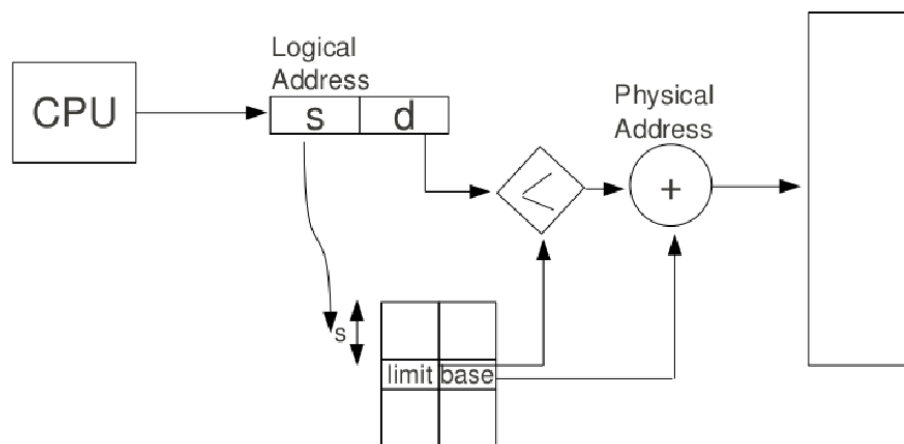 Logical
Address
CPU
s
d
Physical
Address
<
+
s
limit
base